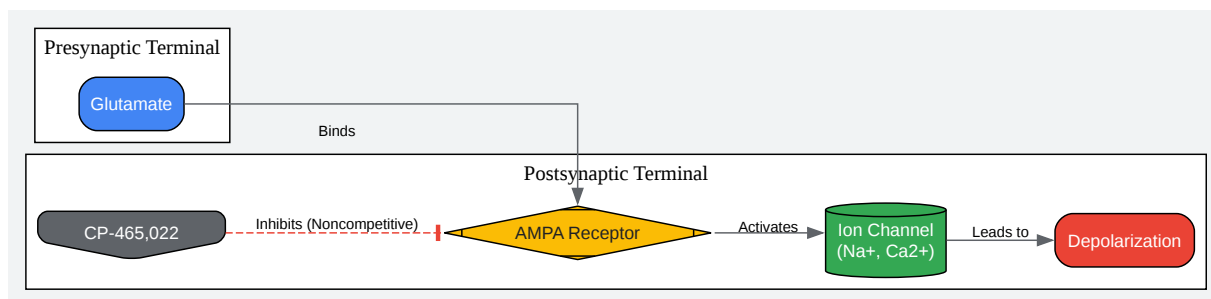 Presynaptic Terminal
Glutamate
Binds
Postsynaptic Terminal
CP-465,022
Inhibits (Noncompetitive)
AMPA Receptor
Activates
Ion Channel
(Na+, Ca2+)
Leads to
Depolarization